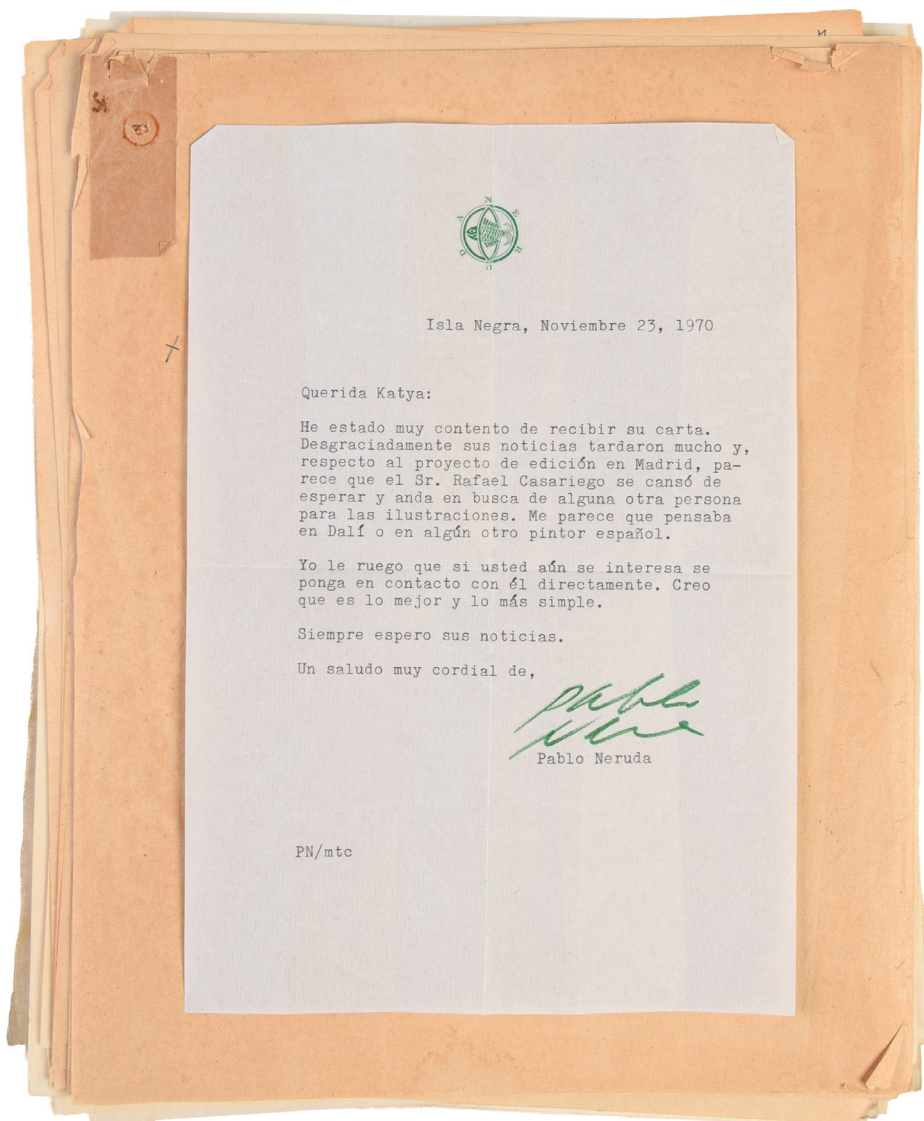 NERUDA
Isla Negra, Noviembre 23, 1970
Querida Katya:
He estado muy contento de recibir su carta.
Desgraciadamente sus noticias tardaron mucho y,
respecto al proyecto de edición en Madrid, pa-
rece que el Sr. Rafael Casariego se cansó de
esperar y anda en busca de alguna otra persona
para las ilustraciones. Me parece que pensaba
en Dalí o en algún otro pintor español.
Yo le ruego que si usted aún se interesa se
ponga en contacto con él directamente. Creo
que es lo mejor y lo más simple.
Siempre espero sus noticias.
Un saludo muy cordial de,
Pablo
Neruda
Pablo Neruda
PN/mtc